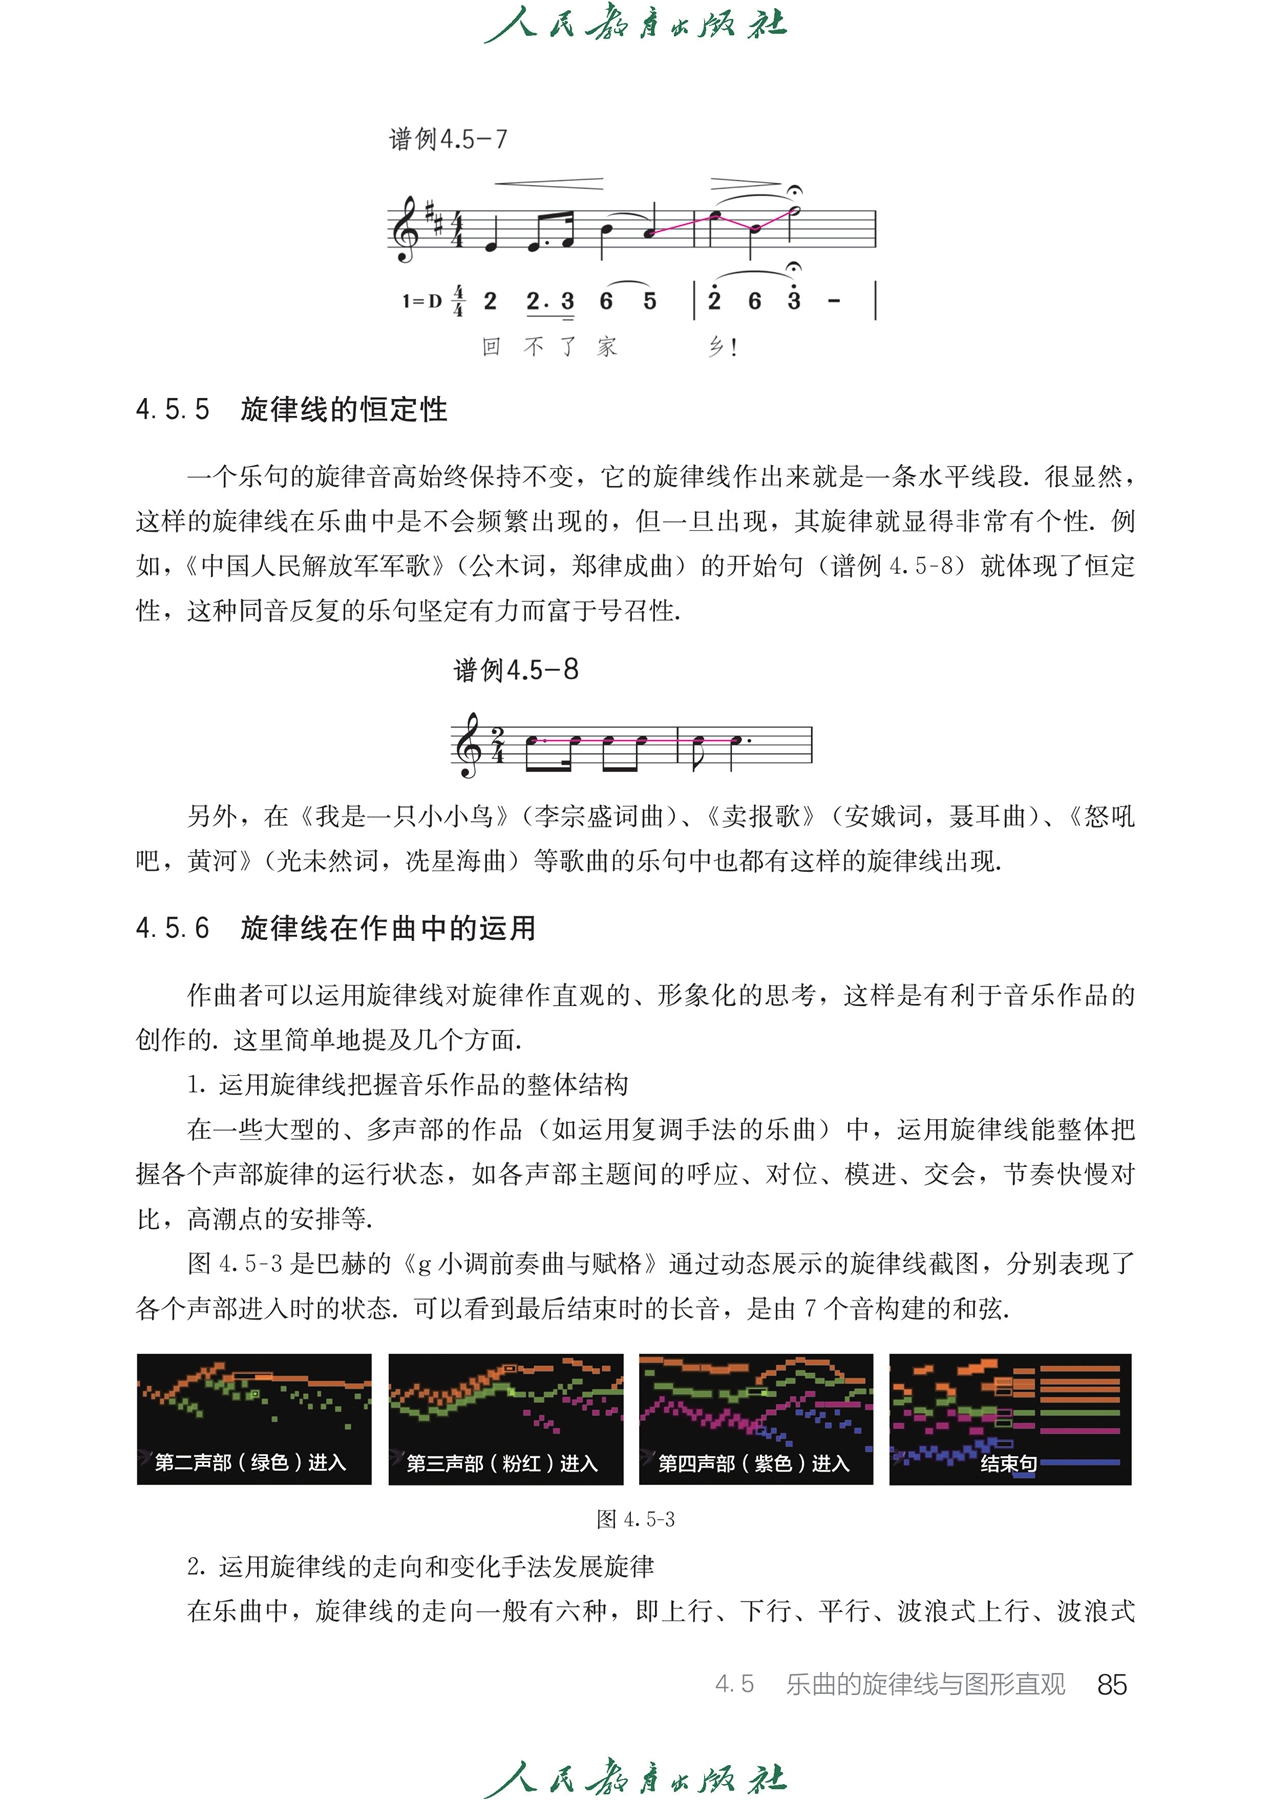 人民教育出版社
谱例4.5-7
1=D 4/4 2 2. 3 6 5 | 2 6 3 - |
回 不 了 家 乡!
4.5.5 旋律线的恒定性
一个乐句的旋律音高始终保持不变，它的旋律线作出来就是一条水平线段. 很显然，
这样的旋律线在乐曲中是不会频繁出现的，但一旦出现，其旋律就显得非常有个性. 例
如，《中国人民解放军军歌》（公木词，郑律成曲）的开始句（谱例 4.5-8）就体现了恒定
性，这种同音反复的乐句坚定有力而富于号召性.
谱例4.5-8
2/4
另外，在《我是一只小小鸟》（李宗盛词曲）、《卖报歌》（安娥词，聂耳曲）、《怒吼
吧，黄河》（光未然词，冼星海曲）等歌曲的乐句中也都有这样的旋律线出现.
4.5.6 旋律线在作曲中的运用
作曲者可以运用旋律线对旋律作直观的、形象化的思考，这样是有利于音乐作品的
创作的. 这里简单地提及几个方面.
1. 运用旋律线把握音乐作品的整体结构
在一些大型的、多声部的作品（如运用复调手法的乐曲）中，运用旋律线能整体把
握各个声部旋律的运行状态，如各声部主题间的呼应、对位、模进、交会，节奏快慢对
比，高潮点的安排等.
图 4.5-3 是巴赫的《g 小调前奏曲与赋格》通过动态展示的旋律线截图，分别表现了
各个声部进入时的状态. 可以看到最后结束时的长音，是由 7 个音构建的和弦.
第二声部（绿色）进入
第三声部（粉红）进入
第四声部（紫色）进入
结束句
图 4.5-3
2. 运用旋律线的走向和变化手法发展旋律
在乐曲中，旋律线的走向一般有六种，即上行、下行、平行、波浪式上行、波浪式
4.5 乐曲的旋律线与图形直观 85
人民教育出版社